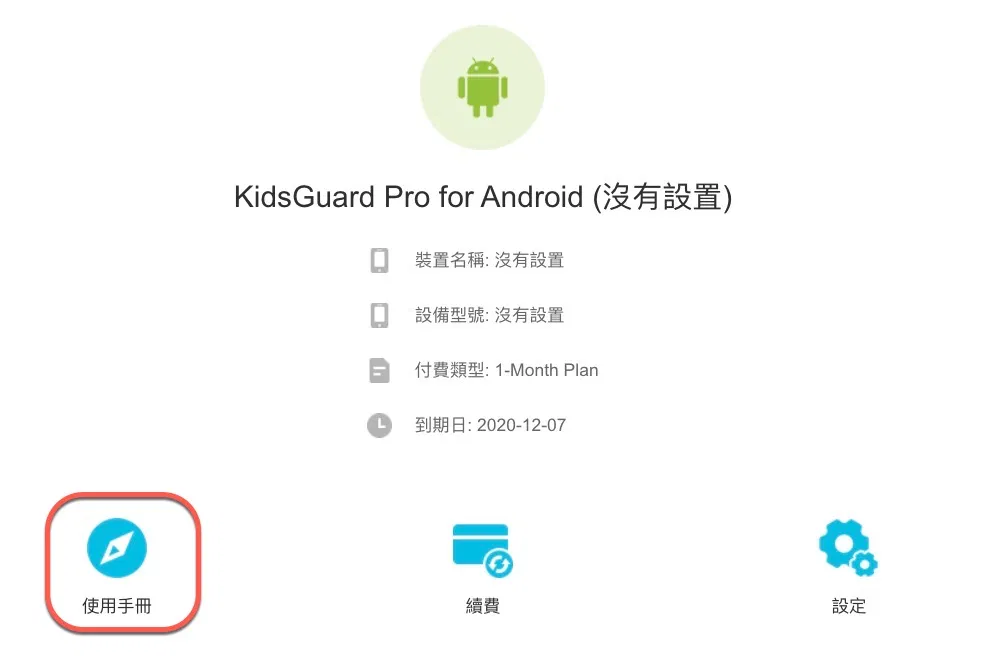 KidsGuard Pro for Android (沒有設置)
裝置名稱: 沒有設置
設備型號: 沒有設置
付費類型: 1-Month Plan
到期日: 2020-12-07
使用手冊
續費
設定